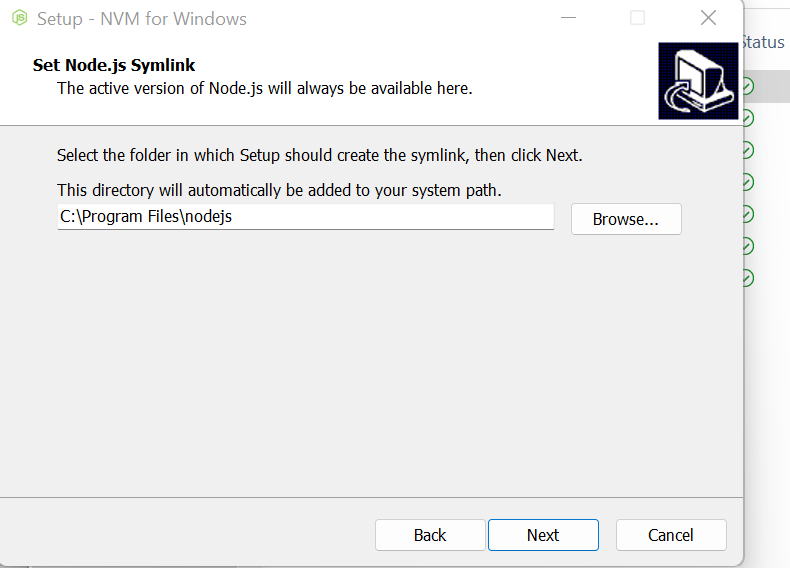 Setup - NVM for Windows
Status
Set Node.js Symlink
The active version of Node.js will always be available here.
Select the folder in which Setup should create the symlink, then click Next.
This directory will automatically be added to your system path.
C:\Program Files\nodejs
Browse...
Back
Next
Cancel